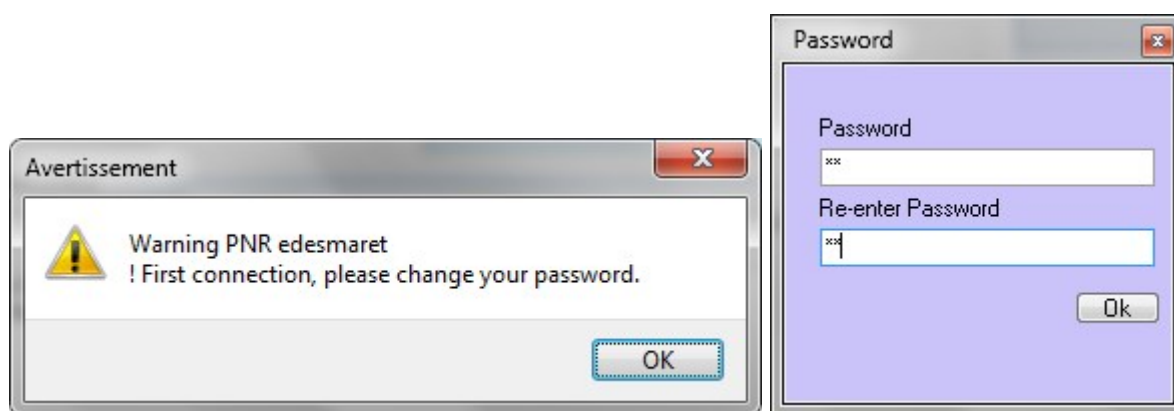 Avertissement
Warning PNR edesmaret
! First connection, please change your password.
OK
Password
Password
**
Re-enter Password
**
Ok